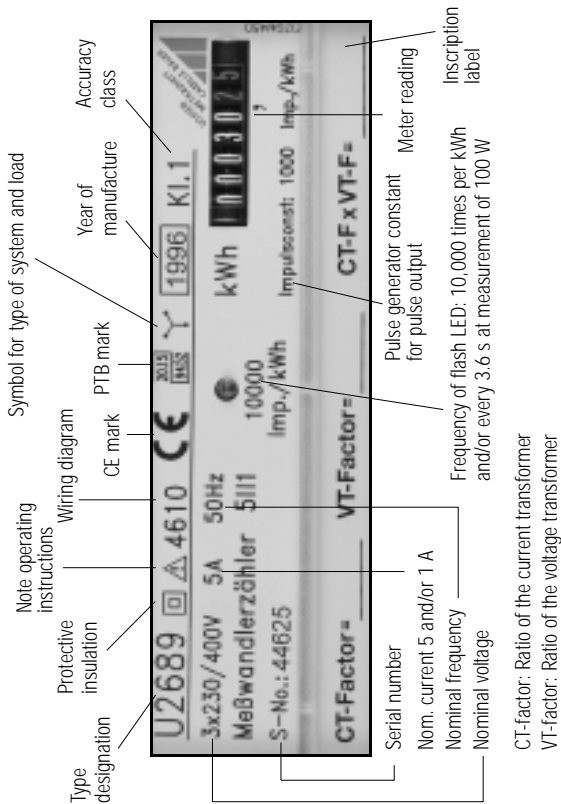 Symbol for type of system and load
Note operating
instructions
Wiring diagram
Year of
manufacture
Accuracy
class
Protective
insulation
CE mark
PTB mark
Type
designation
U2689 4610 CE 20.15 1996 Kl.1
3x230/400V 5A 50Hz
Meßwandlerzähler 5111
S-No.: 44625
10000
Imp./kWh
kWh 10003025
,
Impulsconst: 1000 Imp./kWh
CT-Factor= VT-Factor= CT-F x VT-F=
Serial number
Nom. current 5 and/or 1 A
Nominal frequency
Nominal voltage
Pulse generator constant
for pulse output
Meter reading
Inscription
label
Frequency of flash LED: 10,000 times per kWh
and/or every 3.6 s at measurement of 100 W
CT-factor: Ratio of the current transformer
VT-factor: Ratio of the voltage transformer